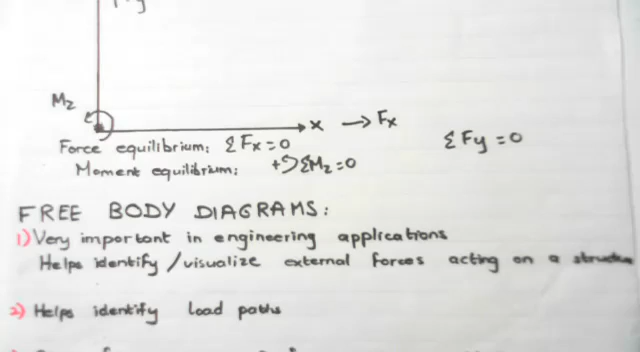 Mz
x → Fx
Force equilibrium: ΣFx=0 ΣFy=0
Moment equilibrium: +↺ΣMz=0
FREE BODY DIAGRAMS:
1) Very important in engineering applications
Helps identify/visualize external forces acting on a structure
2) Helps identify load paths